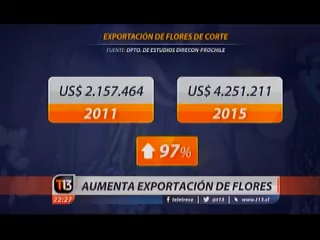 EXPORTACIÓN DE FLORES DE CORTE
FUENTE: DPTO. DE ESTUDIOS DIRECON-PROCHILE
US$ 2.157.464
2011
US$ 4.251.211
2015
97%
T13
AUMENTA EXPORTACIÓN DE FLORES
22:27
teletrece
@t13
www.t13.cl